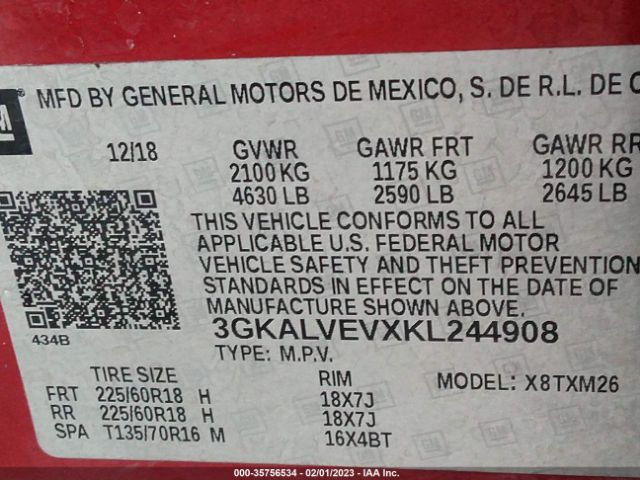 GM
MFD BY GENERAL MOTORS DE MEXICO, S. DE R.L. DE C
12/18 GVWR GAWR FRT GAWR RR
2100 KG 1175 KG 1200 KG
4630 LB 2590 LB 2645 LB
THIS VEHICLE CONFORMS TO ALL
APPLICABLE U.S. FEDERAL MOTOR
VEHICLE SAFETY AND THEFT PREVENTION
STANDARDS IN EFFECT ON THE DATE OF
MANUFACTURE SHOWN ABOVE.
434B
3GKALVEVXKL244908
TYPE: M.P.V.
TIRE SIZE RIM MODEL: X8TXM26
FRT 225/60R18 H 18X7J
RR 225/60R18 H 18X7J
SPA T135/70R16 M 16X4BT
000-35756534 - 02/01/2023 - IAA Inc.